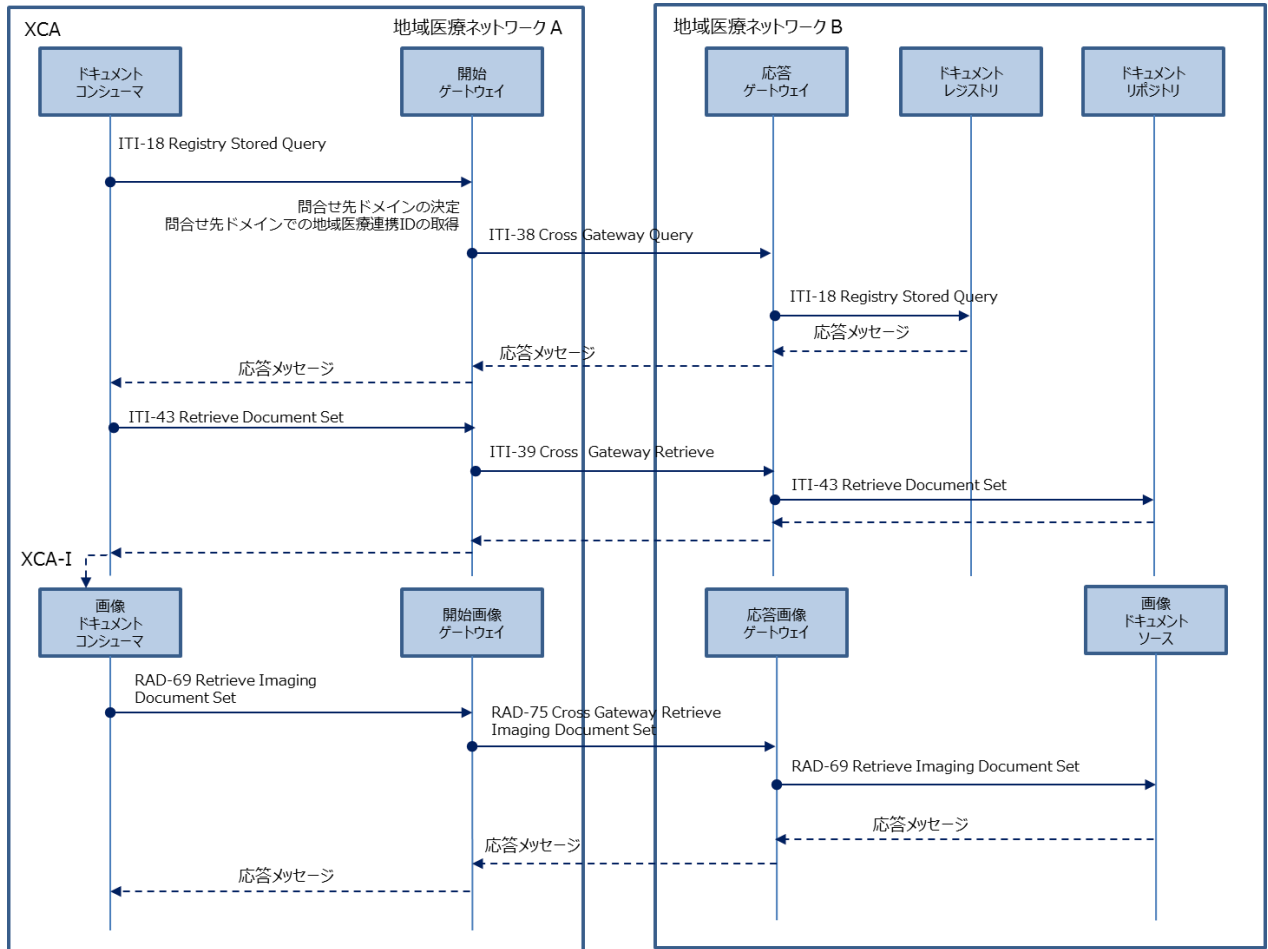 XCA
地域医療ネットワーク A
地域医療ネットワーク B
ドキュメント
コンシューマ
開始
ゲートウェイ
応答
ゲートウェイ
ドキュメント
レジストリ
ドキュメント
リポジトリ
ITI-18 Registry Stored Query
問合せ先ドメインの決定
問合せ先ドメインでの地域医療連携IDの取得
ITI-38 Cross Gateway Query
ITI-18 Registry Stored Query
応答メッセージ
応答メッセージ
応答メッセージ
ITI-43 Retrieve Document Set
ITI-39 Cross Gateway Retrieve
ITI-43 Retrieve Document Set
XCA-I
画像
ドキュメント
コンシューマ
開始画像
ゲートウェイ
応答画像
ゲートウェイ
画像
ドキュメント
ソース
RAD-69 Retrieve Imaging
Document Set
RAD-75 Cross Gateway Retrieve
Imaging Document Set
RAD-69 Retrieve Imaging Document Set
応答メッセージ
応答メッセージ
応答メッセージ